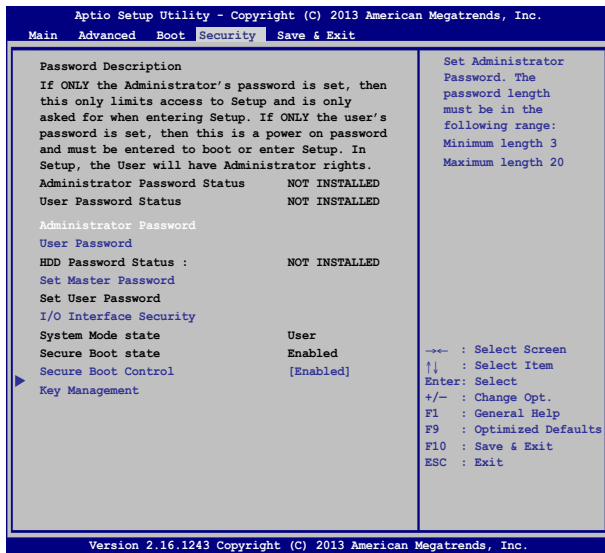 Aptio Setup Utility - Copyright (C) 2013 American Megatrends, Inc.
Main Advanced Boot Security Save & Exit
Password Description
If ONLY the Administrator's password is set, then
this only limits access to Setup and is only
asked for when entering Setup. If ONLY the user's
password is set, then this is a power on password
and must be entered to boot or enter Setup. In
Setup, the User will have Administrator rights.
Administrator Password Status NOT INSTALLED
User Password Status NOT INSTALLED
Administrator Password
User Password
HDD Password Status : NOT INSTALLED
Set Master Password
Set User Password
I/O Interface Security
System Mode state User
Secure Boot state Enabled
Secure Boot Control [Enabled]
Key Management
Set Administrator
Password. The
password length
must be in the
following range:
Minimum length 3
Maximum length 20
→← : Select Screen
↑↓ : Select Item
Enter: Select
+/— : Change Opt.
F1 : General Help
F9 : Optimized Defaults
F10 : Save & Exit
ESC : Exit
Version 2.16.1243 Copyright (C) 2013 American Megatrends, Inc.